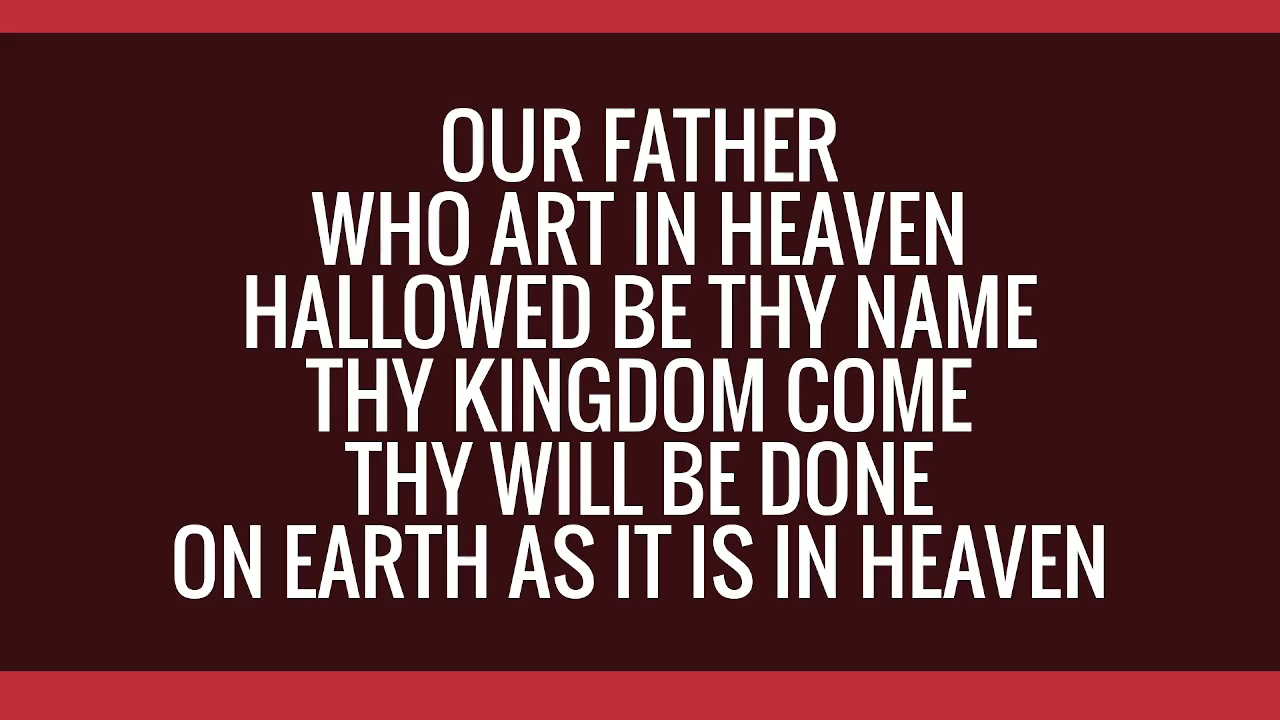 OUR FATHER
WHO ART IN HEAVEN
HALLOWED BE THY NAME
THY KINGDOM COME
THY WILL BE DONE
ON EARTH AS IT IS IN HEAVEN